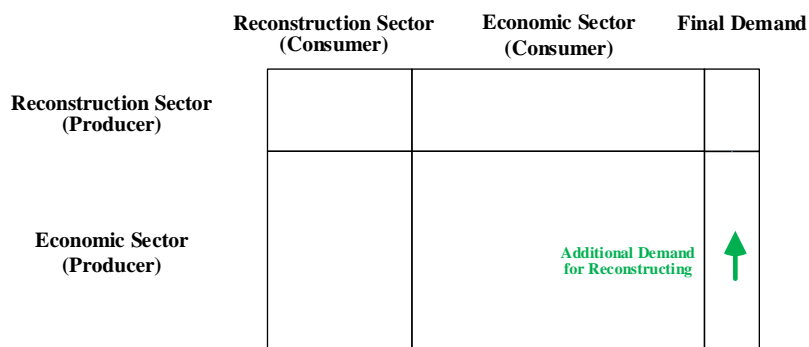 Reconstruction Sector
(Consumer)
Economic Sector
(Consumer)
Final Demand
Reconstruction Sector
(Producer)
Economic Sector
(Producer)
Additional Demand
for Reconstructing